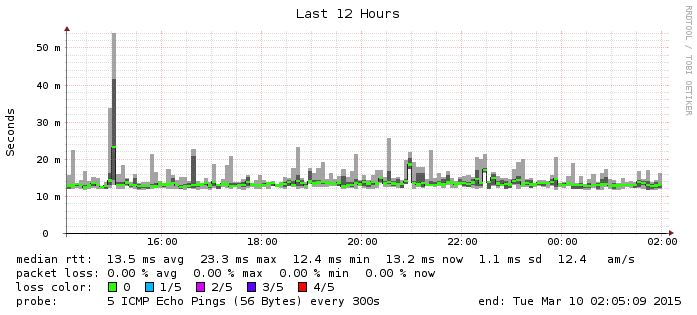 Last 12 Hours
RRDTOOL / TOBI OETIKER
Seconds
50 m
40 m
30 m
20 m
10 m
0
16:00 18:00 20:00 22:00 00:00 02:00
median rtt: 13.5 ms avg 23.3 ms max 12.4 ms min 13.2 ms now 1.1 ms sd 12.4 am/s
packet loss: 0.00 % avg 0.00 % max 0.00 % min 0.00 % now
loss color: 0 1/5 2/5 3/5 4/5
probe: 5 ICMP Echo Pings (56 Bytes) every 300s end: Tue Mar 10 02:05:09 2015